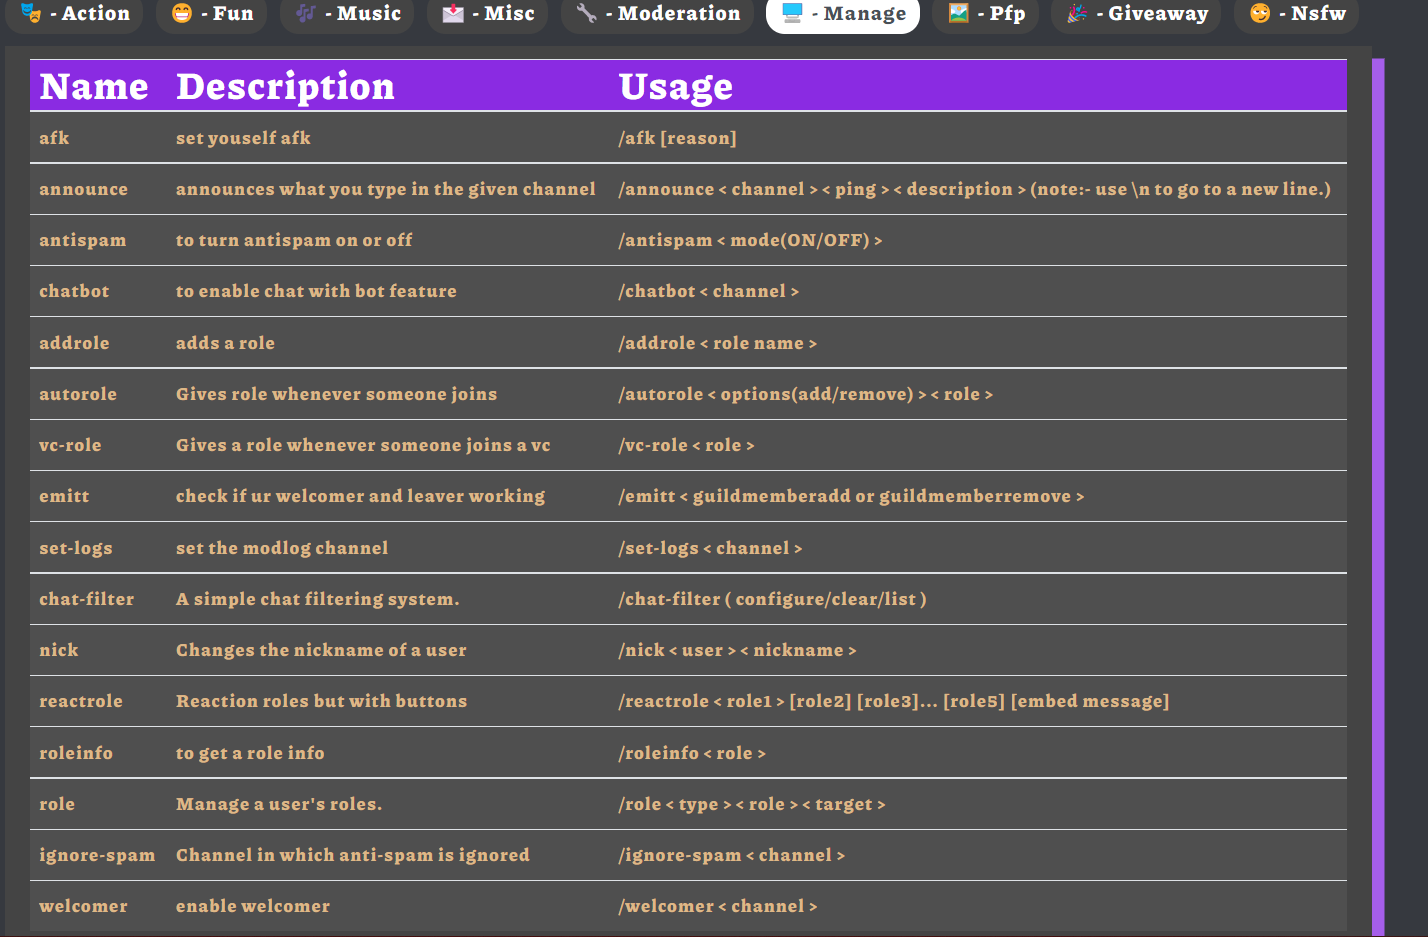 - Action - Fun - Music - Misc - Moderation - Manage - Pfp - Giveaway - Nsfw
Name Description Usage
afk set youself afk /afk [reason]
announce announces what you type in the given channel /announce < channel > < ping > < description > (note:- use \n to go to a new line.)
antispam to turn antispam on or off /antispam < mode(ON/OFF) >
chatbot to enable chat with bot feature /chatbot < channel >
addrole adds a role /addrole < role name >
autorole Gives role whenever someone joins /autorole < options(add/remove) > < role >
vc-role Gives a role whenever someone joins a vc /vc-role < role >
emitt check if ur welcomer and leaver working /emitt < guildmemberadd or guildmemberremove >
set-logs set the modlog channel /set-logs < channel >
chat-filter A simple chat filtering system. /chat-filter ( configure/clear/list )
nick Changes the nickname of a user /nick < user > < nickname >
reactrole Reaction roles but with buttons /reactrole < role1 > [role2] [role3]... [role5] [embed message]
roleinfo to get a role info /roleinfo < role >
role Manage a user's roles. /role < type > < role > < target >
ignore-spam Channel in which anti-spam is ignored /ignore-spam < channel >
welcomer enable welcomer /welcomer < channel >